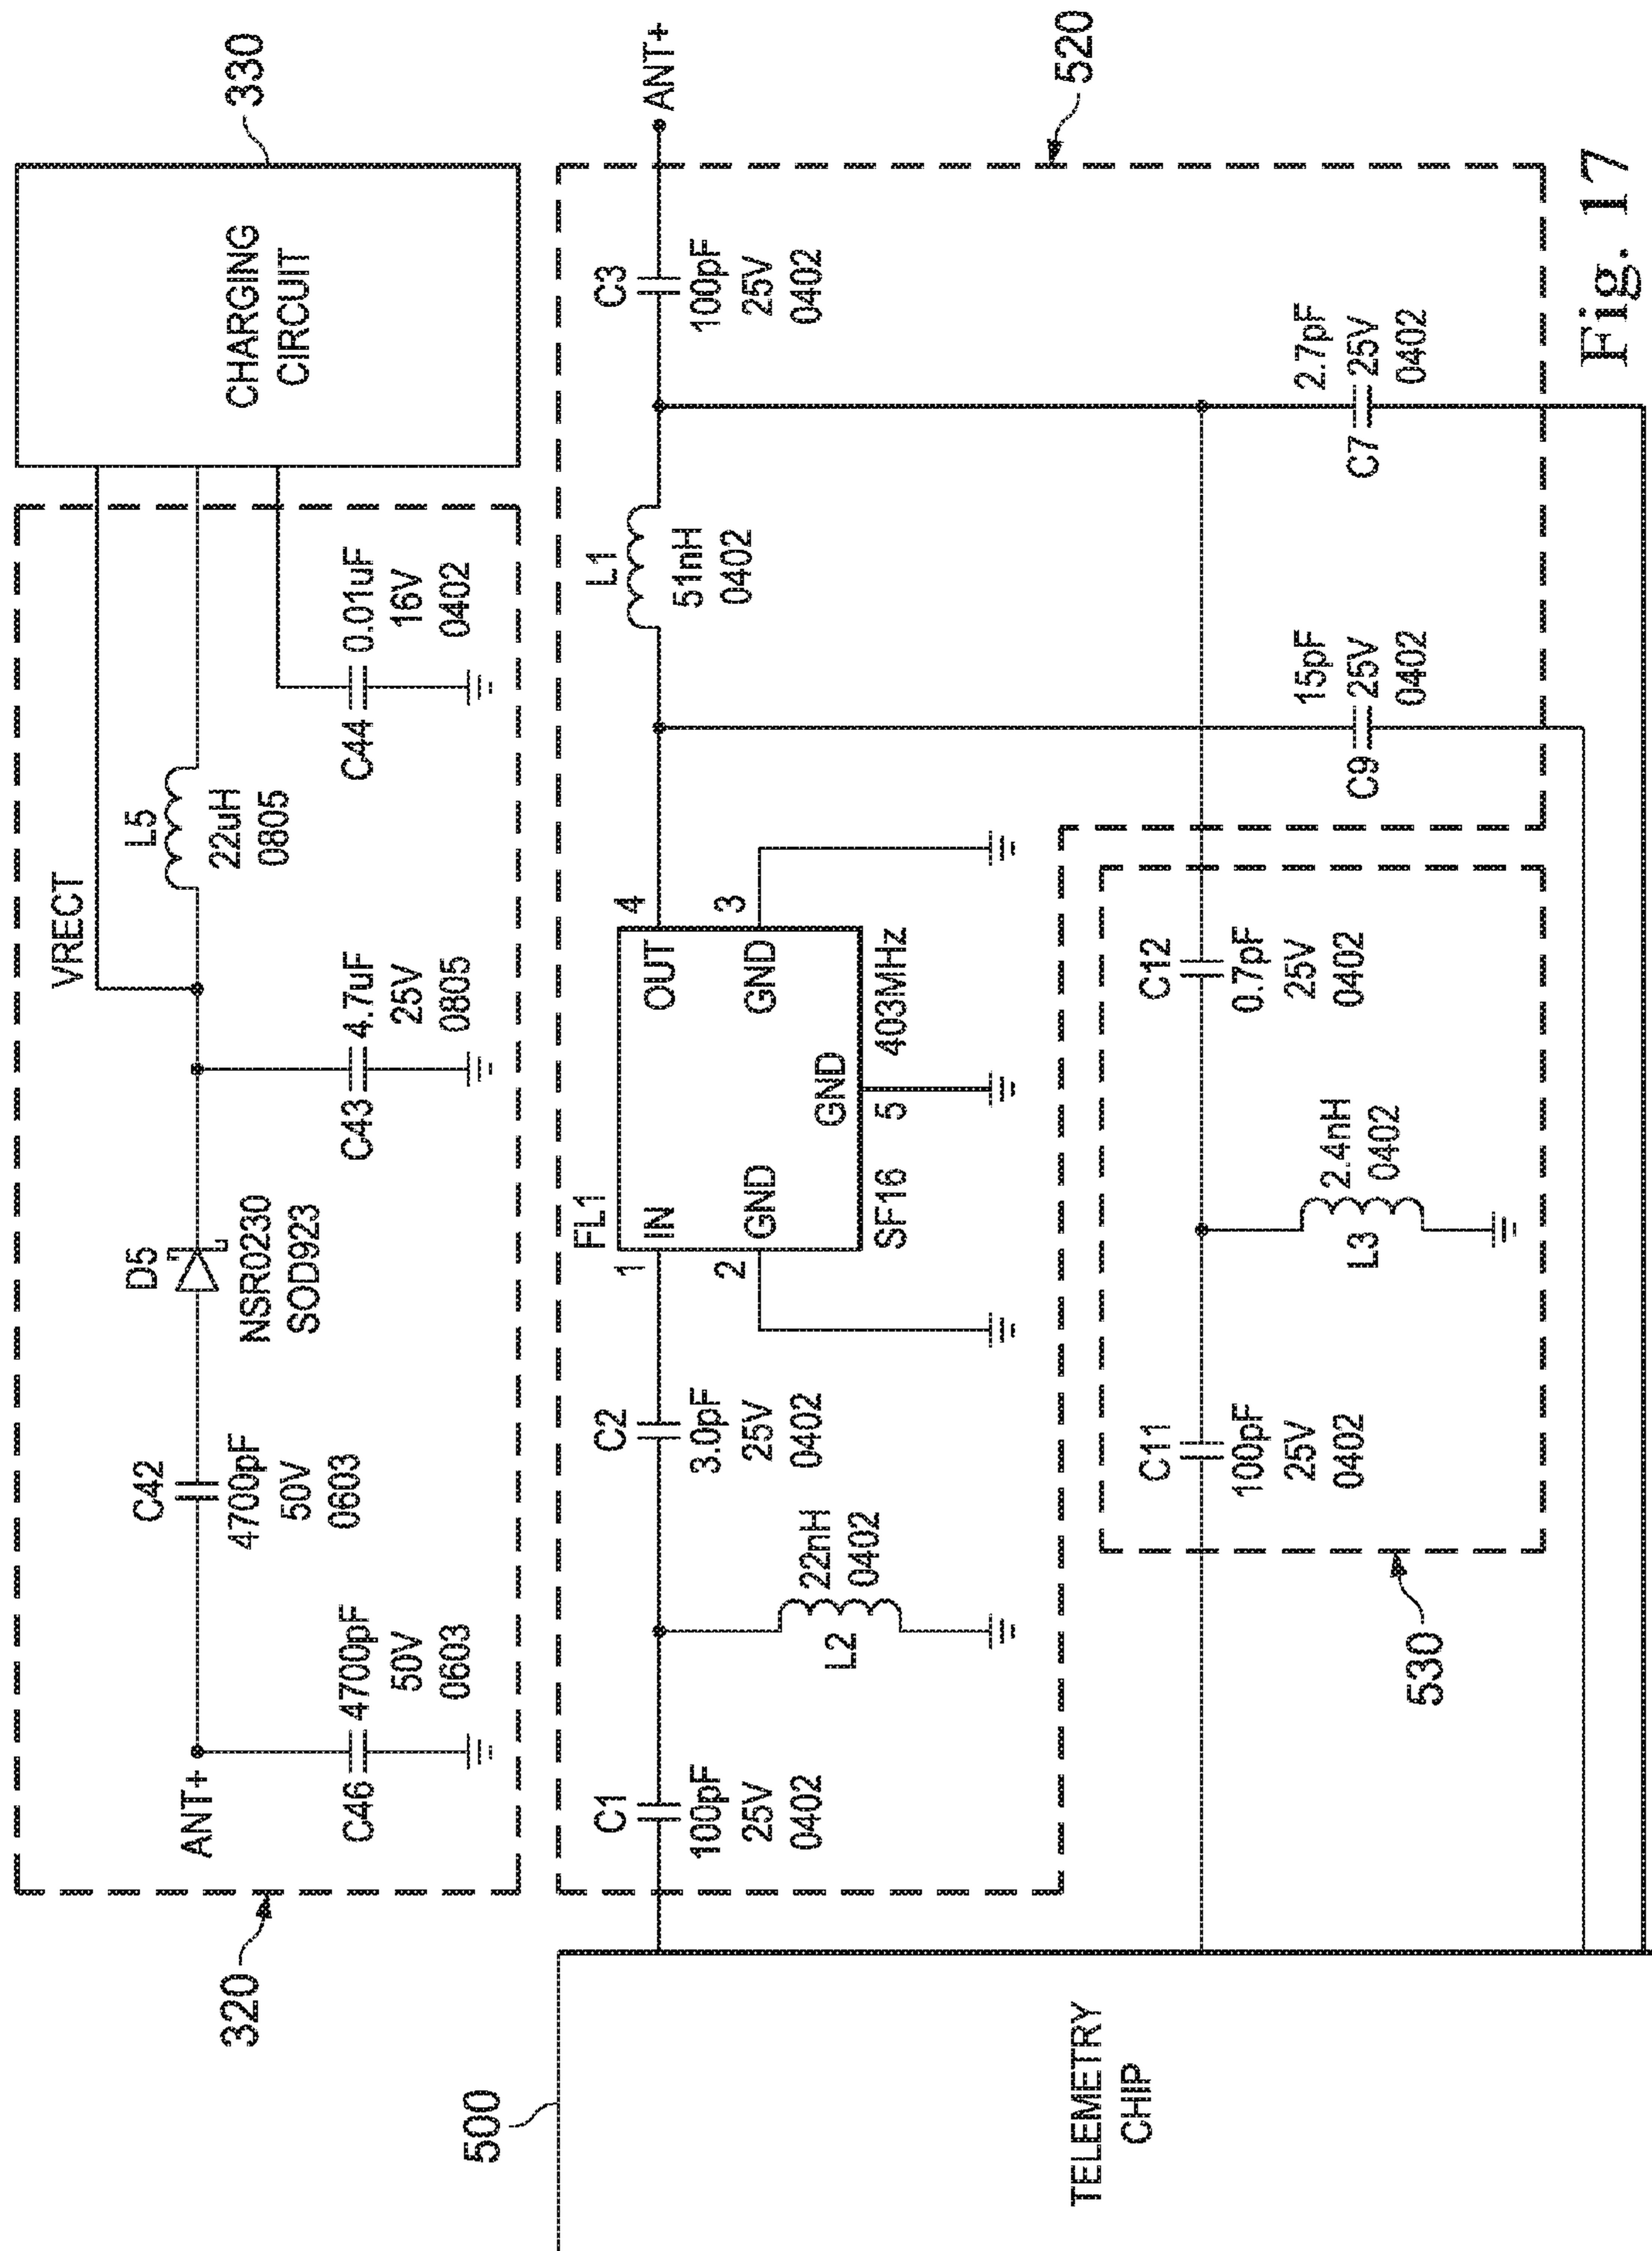 320
ANT+
C46
4700pF
50V
0603
C42
4700pF
50V
0603
D5
NSR0230
SOD923
C43
4.7uF
25V
0805
VRECT
L5
22uH
0805
C44
0.01uF
16V
0402
CHARGING
CIRCUIT
330
500
TELEMETRY
CHIP
C1
100pF
25V
0402
L2
22nH
0402
C2
3.0pF
25V
0402
FL1
1
IN
2
GND
GND
5
OUT
4
GND
3
SF16
403MHz
L1
51nH
0402
C3
100pF
25V
0402
ANT+
520
C11
100pF
25V
0402
L3
2.4nH
0402
C12
0.7pF
25V
0402
530
C9
15pF
25V
0402
C7
2.7pF
25V
0402
Fig. 17